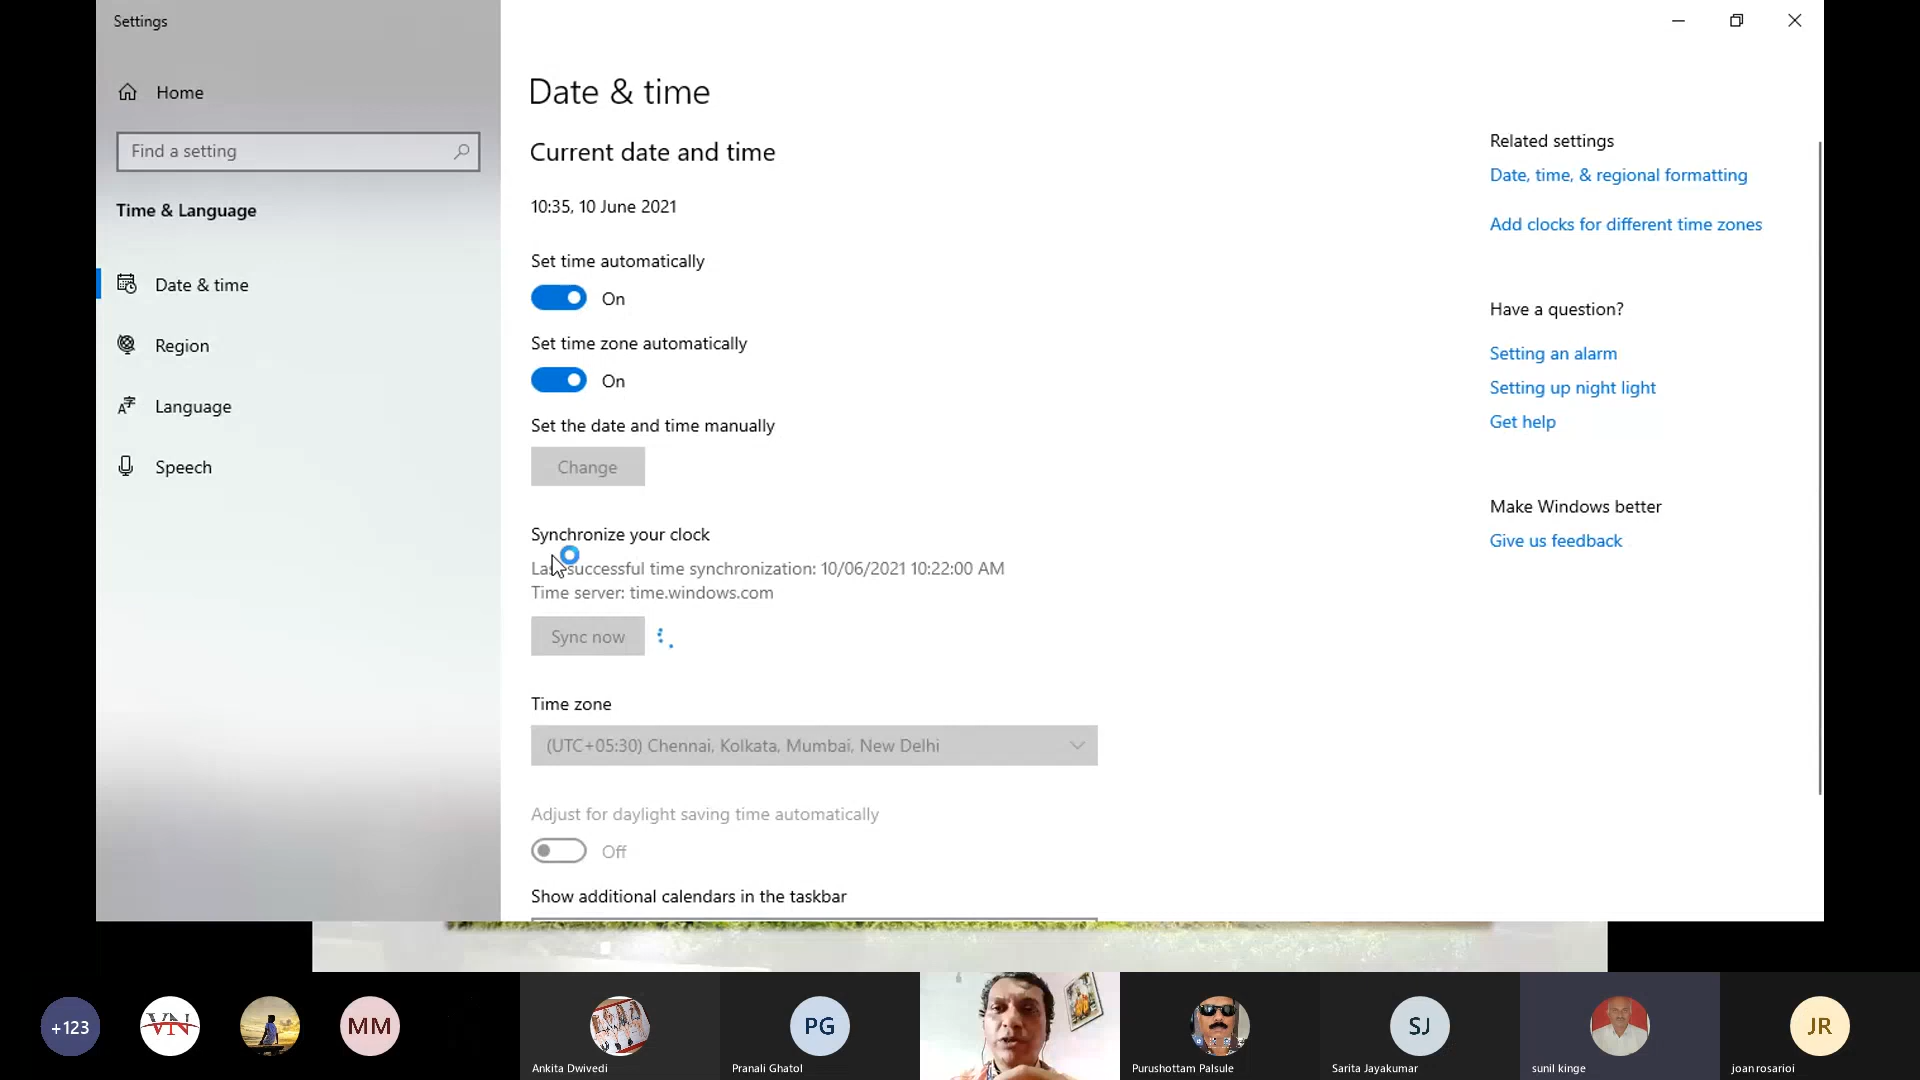 Settings
Home
Find a setting
Time & Language
Date & time
Region
Language
Speech
Date & time
Current date and time
10:35, 10 June 2021
Set time automatically
On
Set time zone automatically
On
Set the date and time manually
Change
Synchronize your clock
Last successful time synchronization: 10/06/2021 10:22:00 AM
Time server: time.windows.com
Sync now
Time zone
(UTC+05:30) Chennai, Kolkata, Mumbai, New Delhi
Adjust for daylight saving time automatically
Off
Show additional calendars in the taskbar
Related settings
Date, time, & regional formatting
Add clocks for different time zones
Have a question?
Setting an alarm
Setting up night light
Get help
Make Windows better
Give us feedback
+123
VN
MM
Ankita Dwivedi
PG
Pranali Ghatol
Purushottam Palsule
SJ
Sarita Jayakumar
sunil kinge
JR
joan rosarioi